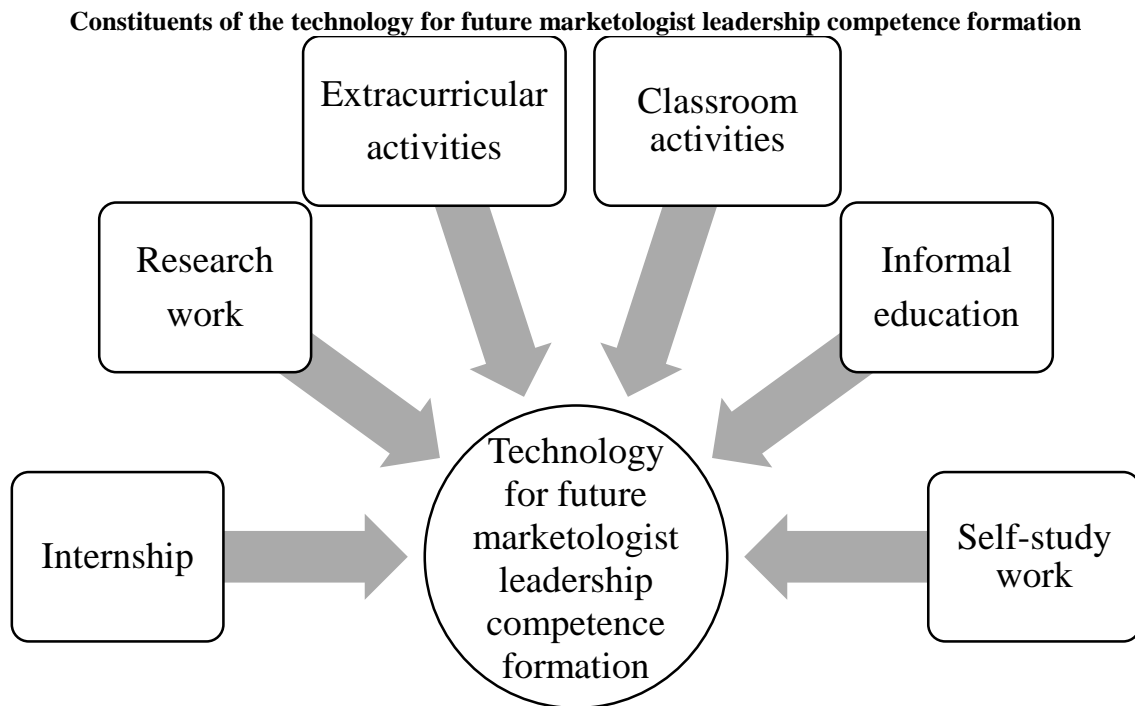 Constituents of the technology for future marketologist leadership competence formation
Extracurricular
activities
Classroom
activities
Research
work
Informal
education
Internship
Technology
for future
marketologist
leadership
competence
formation
Self-study
work